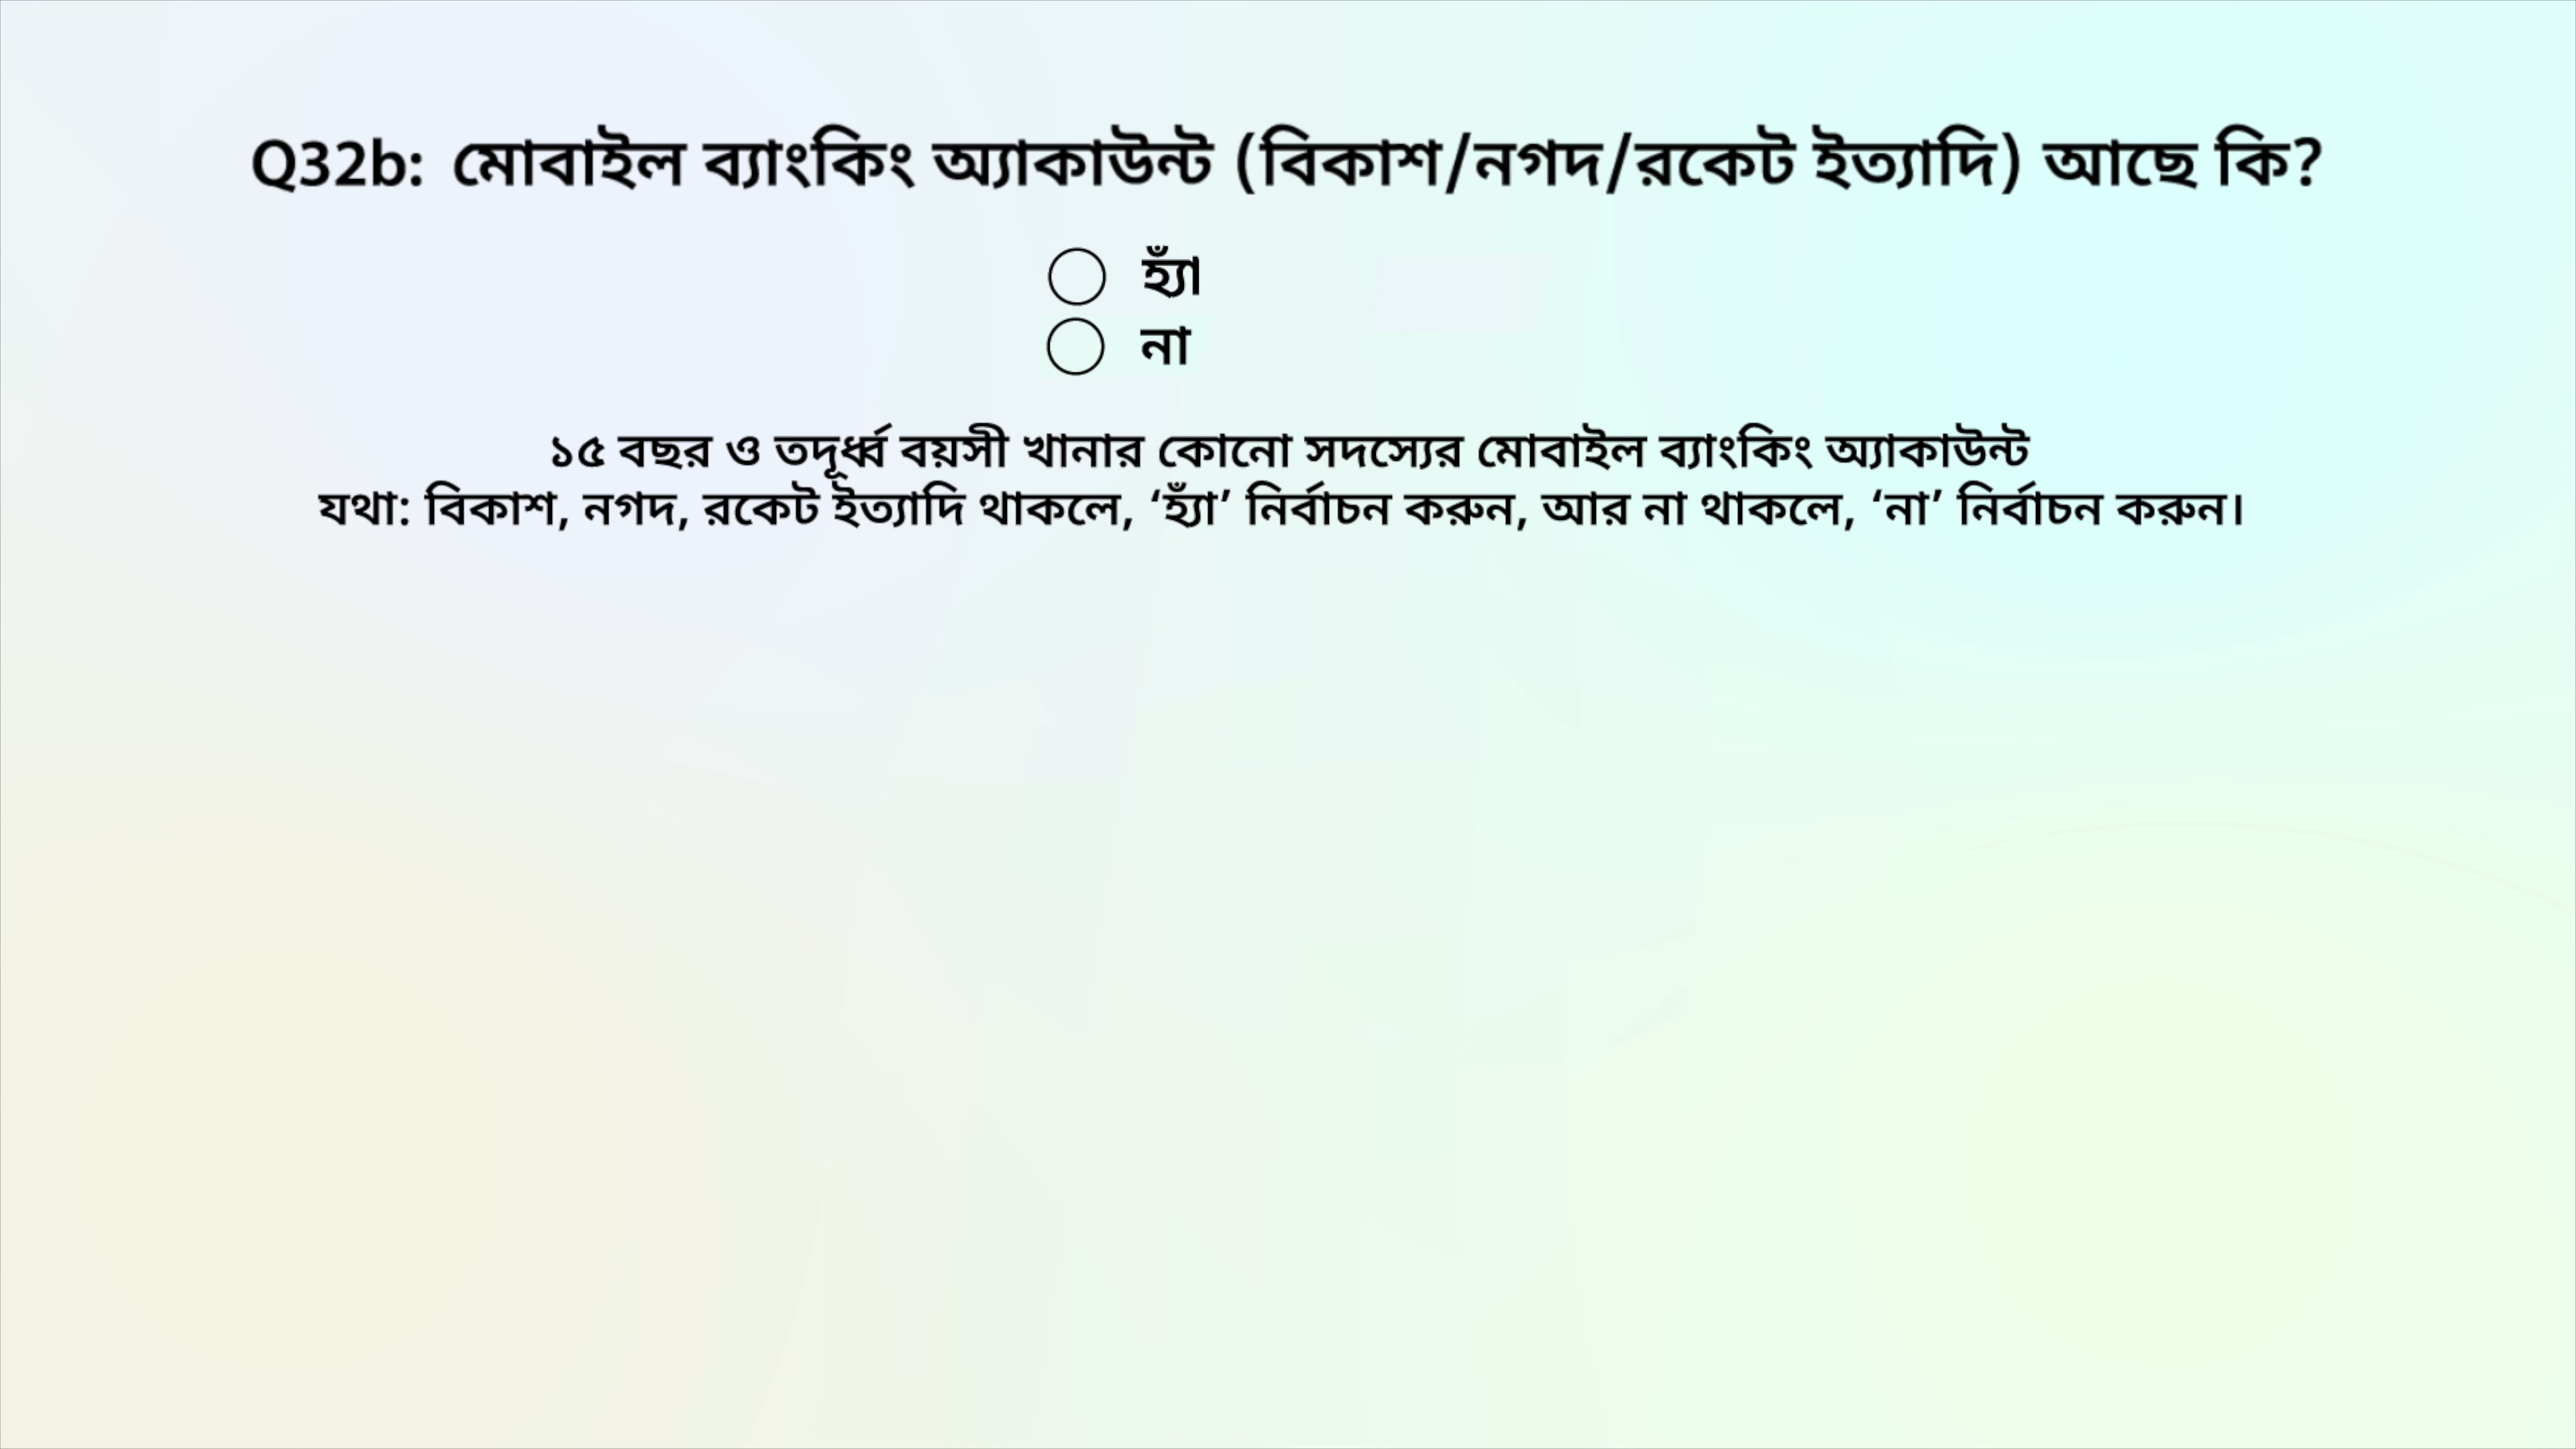 Q32b: মোবাইল ব্যাংকিং অ্যাকাউন্ট (বিকাশ/নগদ/রকেট ইত্যাদি) আছে কি?
হ্যাঁ
না
১৫ বছর ও তদূর্ধ্ব বয়সী খানার কোনো সদস্যের মোবাইল ব্যাংকিং অ্যাকাউন্ট
যথা: বিকাশ, নগদ, রকেট ইত্যাদি থাকলে, ‘হ্যাঁ’ নির্বাচন করুন, আর না থাকলে, ‘না’ নির্বাচন করুন।